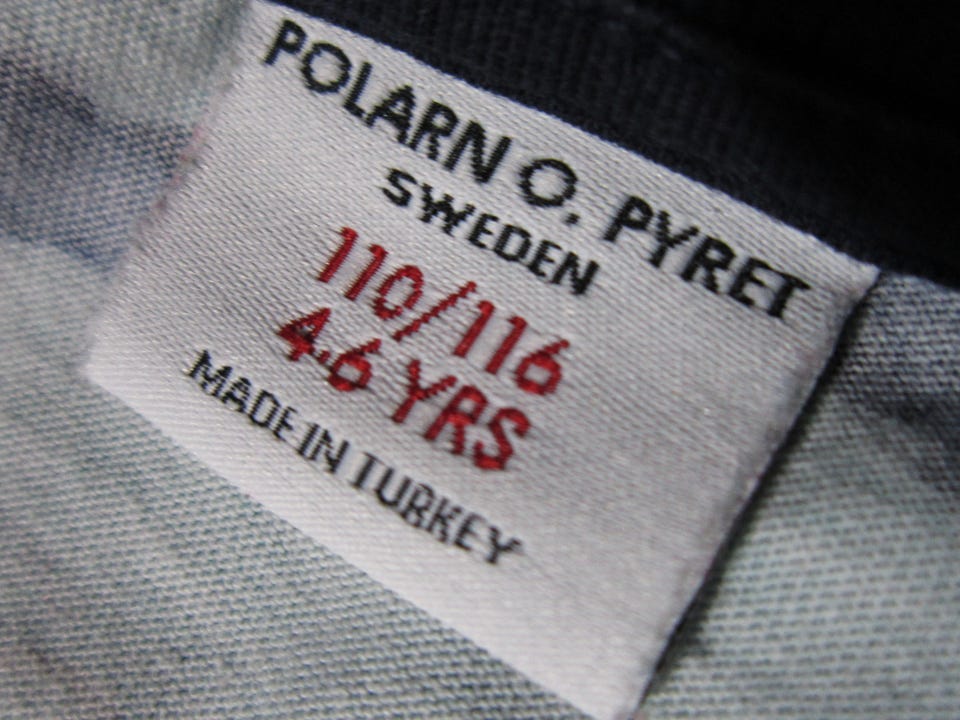 POLARN O. PYRET
SWEDEN
110/116
4-6 YRS
MADE IN TURKEY